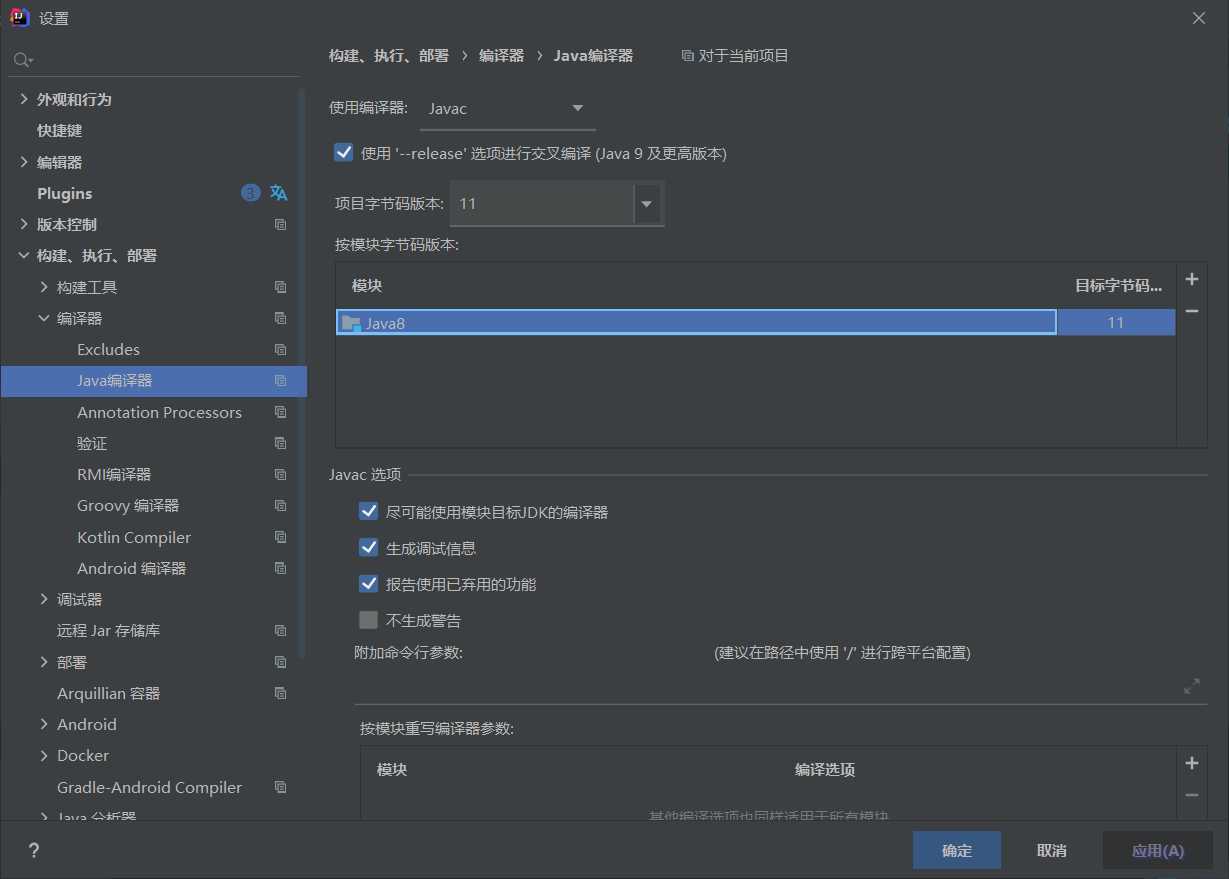 设置
构建、执行、部署 › 编译器 › Java编译器 对于当前项目
外观和行为
快捷键
编辑器
Plugins 3
版本控制
构建、执行、部署
构建工具
编译器
Excludes
Java编译器
Annotation Processors
验证
RMI编译器
Groovy 编译器
Kotlin Compiler
Android 编译器
调试器
远程 Jar 存储库
部署
Arquillian 容器
Android
Docker
Gradle-Android Compiler
Java 分析器
使用编译器: Javac
使用 '--release' 选项进行交叉编译 (Java 9 及更高版本)
项目字节码版本: 11
按模块字节码版本:
模块 目标字节码...
Java8 11
Javac 选项
尽可能使用模块目标JDK的编译器
生成调试信息
报告使用已弃用的功能
不生成警告
附加命令行参数: (建议在路径中使用 '/' 进行跨平台配置)
按模块重写编译器参数:
模块 编译选项
其他编译选项也同样适用于所有模块
? 确定 取消 应用(A)